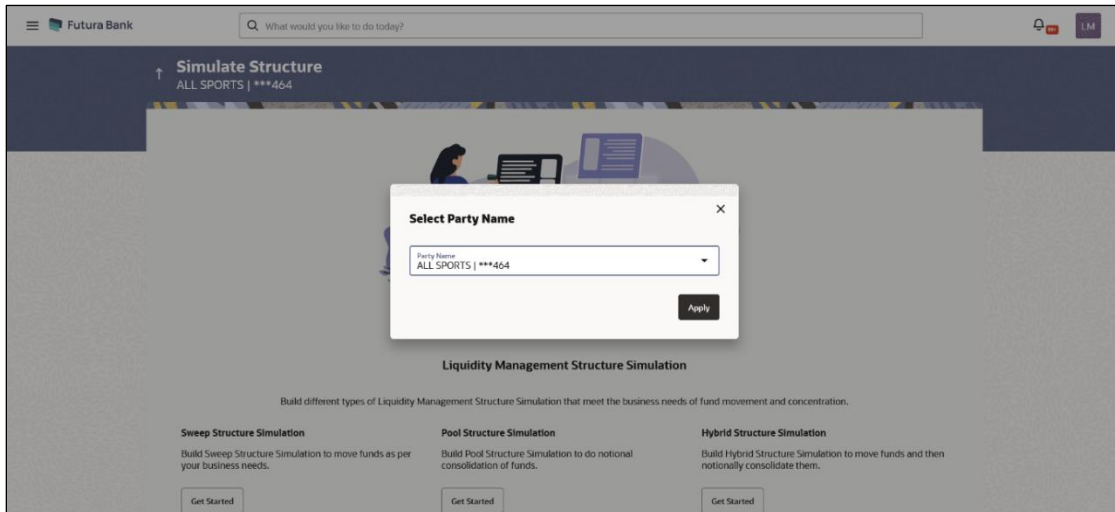 Futura Bank
What would you like to do today?
LM
Simulate Structure
ALL SPORTS | ***464
Select Party Name
Party Name
ALL SPORTS | ***464
Apply
Liquidity Management Structure Simulation
Build different types of Liquidity Management Structure Simulation that meet the business needs of fund movement and concentration.
Sweep Structure Simulation
Build Sweep Structure Simulation to move funds as per
your business needs.
Get Started
Pool Structure Simulation
Build Pool Structure Simulation to do notional
consolidation of funds.
Get Started
Hybrid Structure Simulation
Build Hybrid Structure Simulation to move funds and then
notionally consolidate them.
Get Started